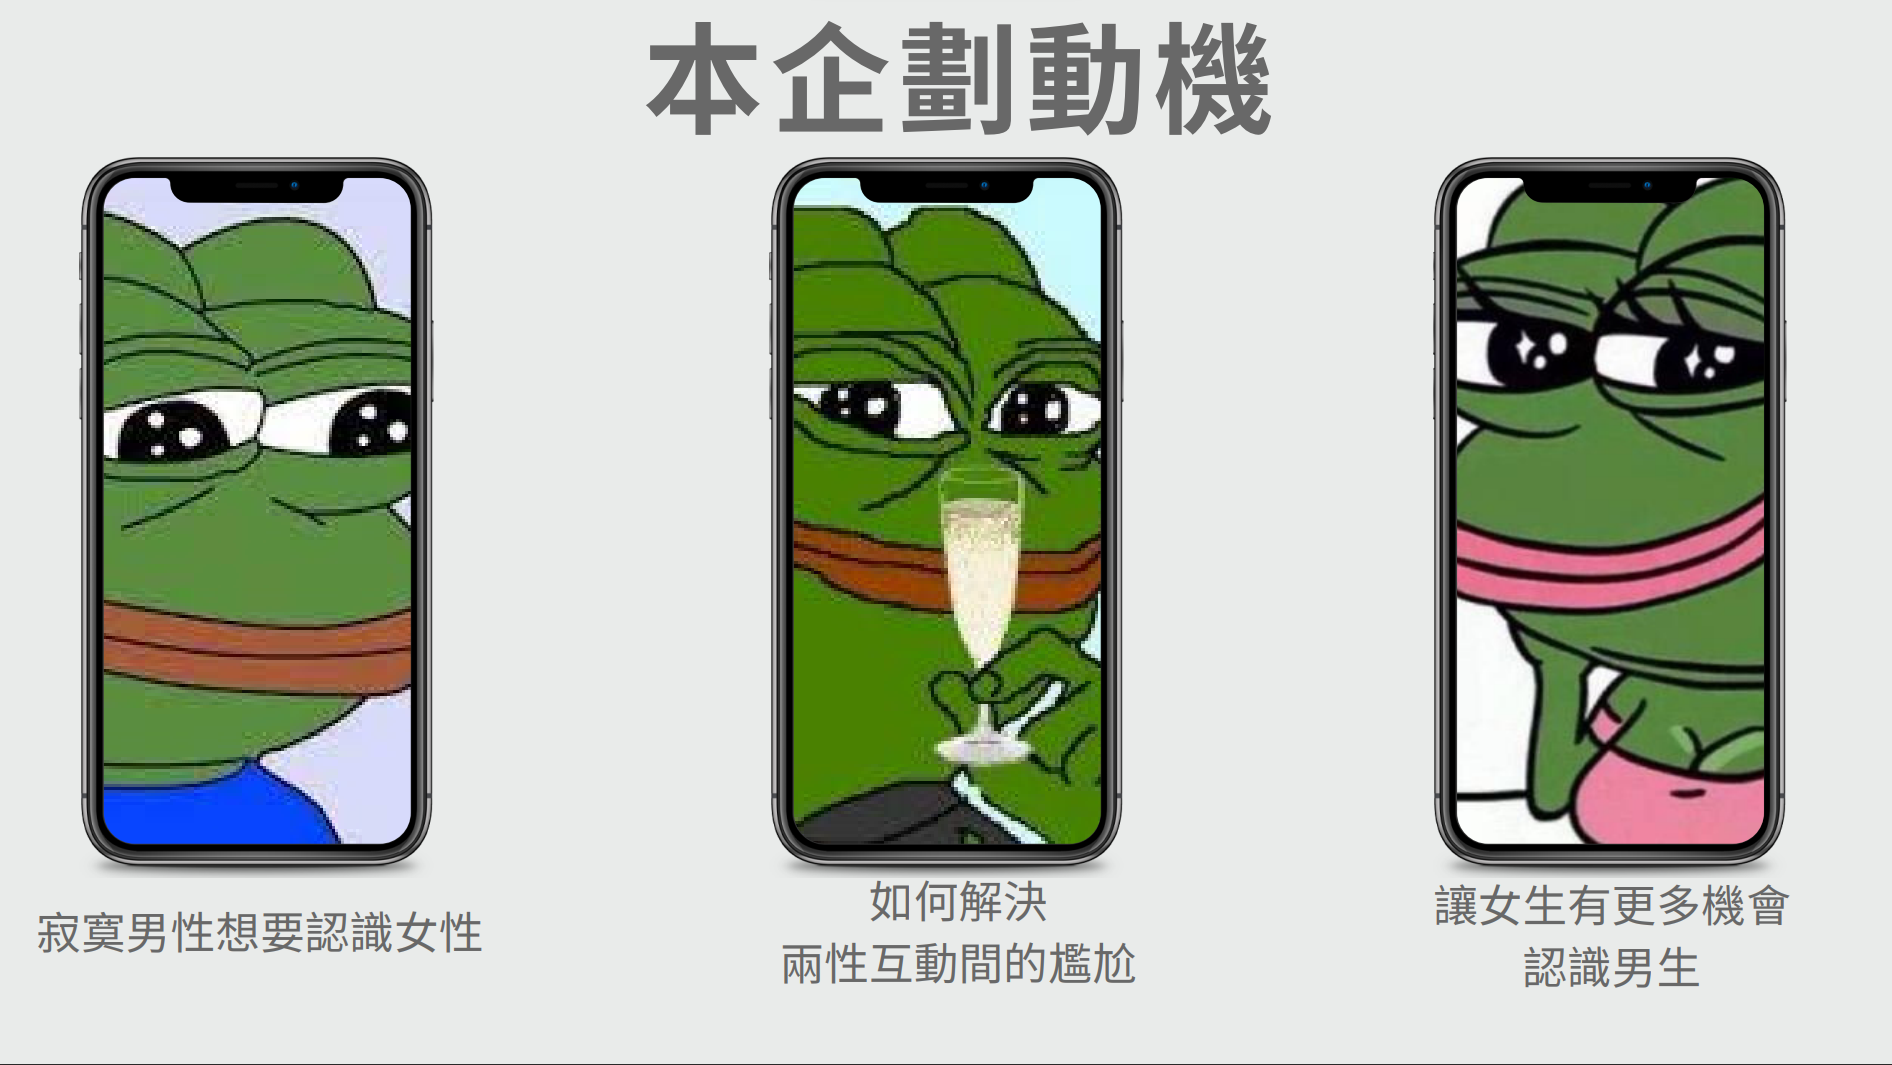 本企劃動機
寂寞男性想要認識女性
如何解決
兩性互動間的尷尬
讓女生有更多機會
認識男生